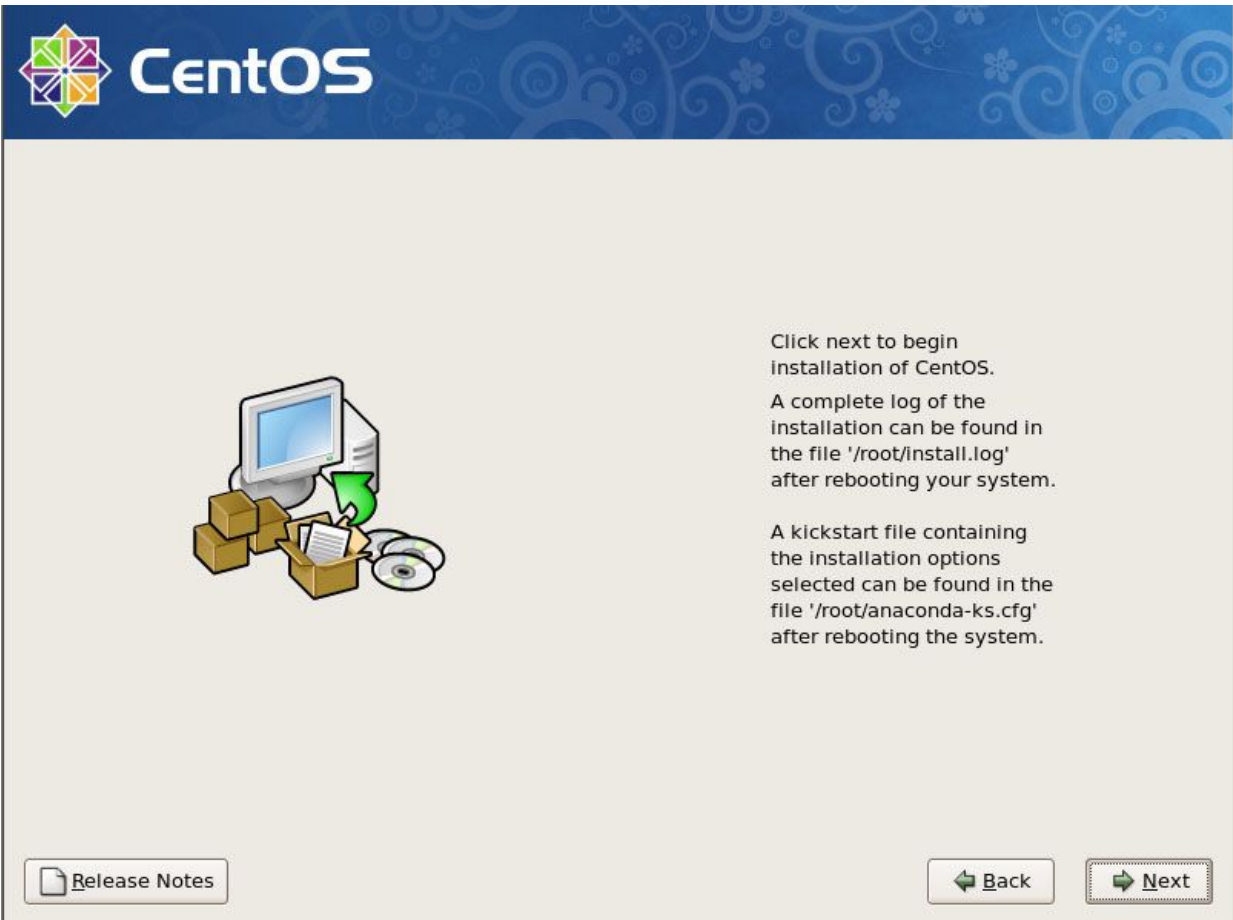 CentOS
Click next to begin
installation of CentOS.
A complete log of the
installation can be found in
the file '/root/install.log'
after rebooting your system.
A kickstart file containing
the installation options
selected can be found in the
file '/root/anaconda-ks.cfg'
after rebooting the system.
Release Notes
Back
Next